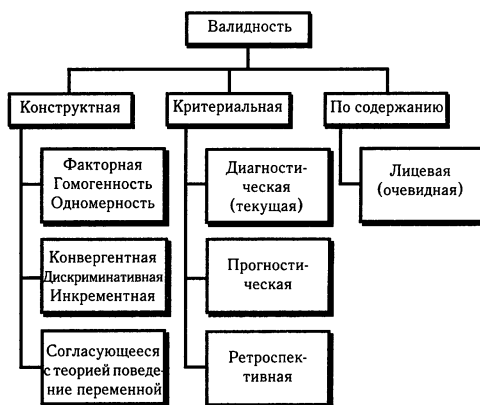 Валидность
Конструктная
Критериальная
По содержанию
Факторная
Гомогенность
Одномерность
Диагности-
ческая
(текущая)
Лицевая
(очевидная)
Конвергентная
Дискриминативная
Инкрементная
Прогности-
ческая
Согласующееся
с теорией поведе-
ние переменной
Ретроспек-
тивная